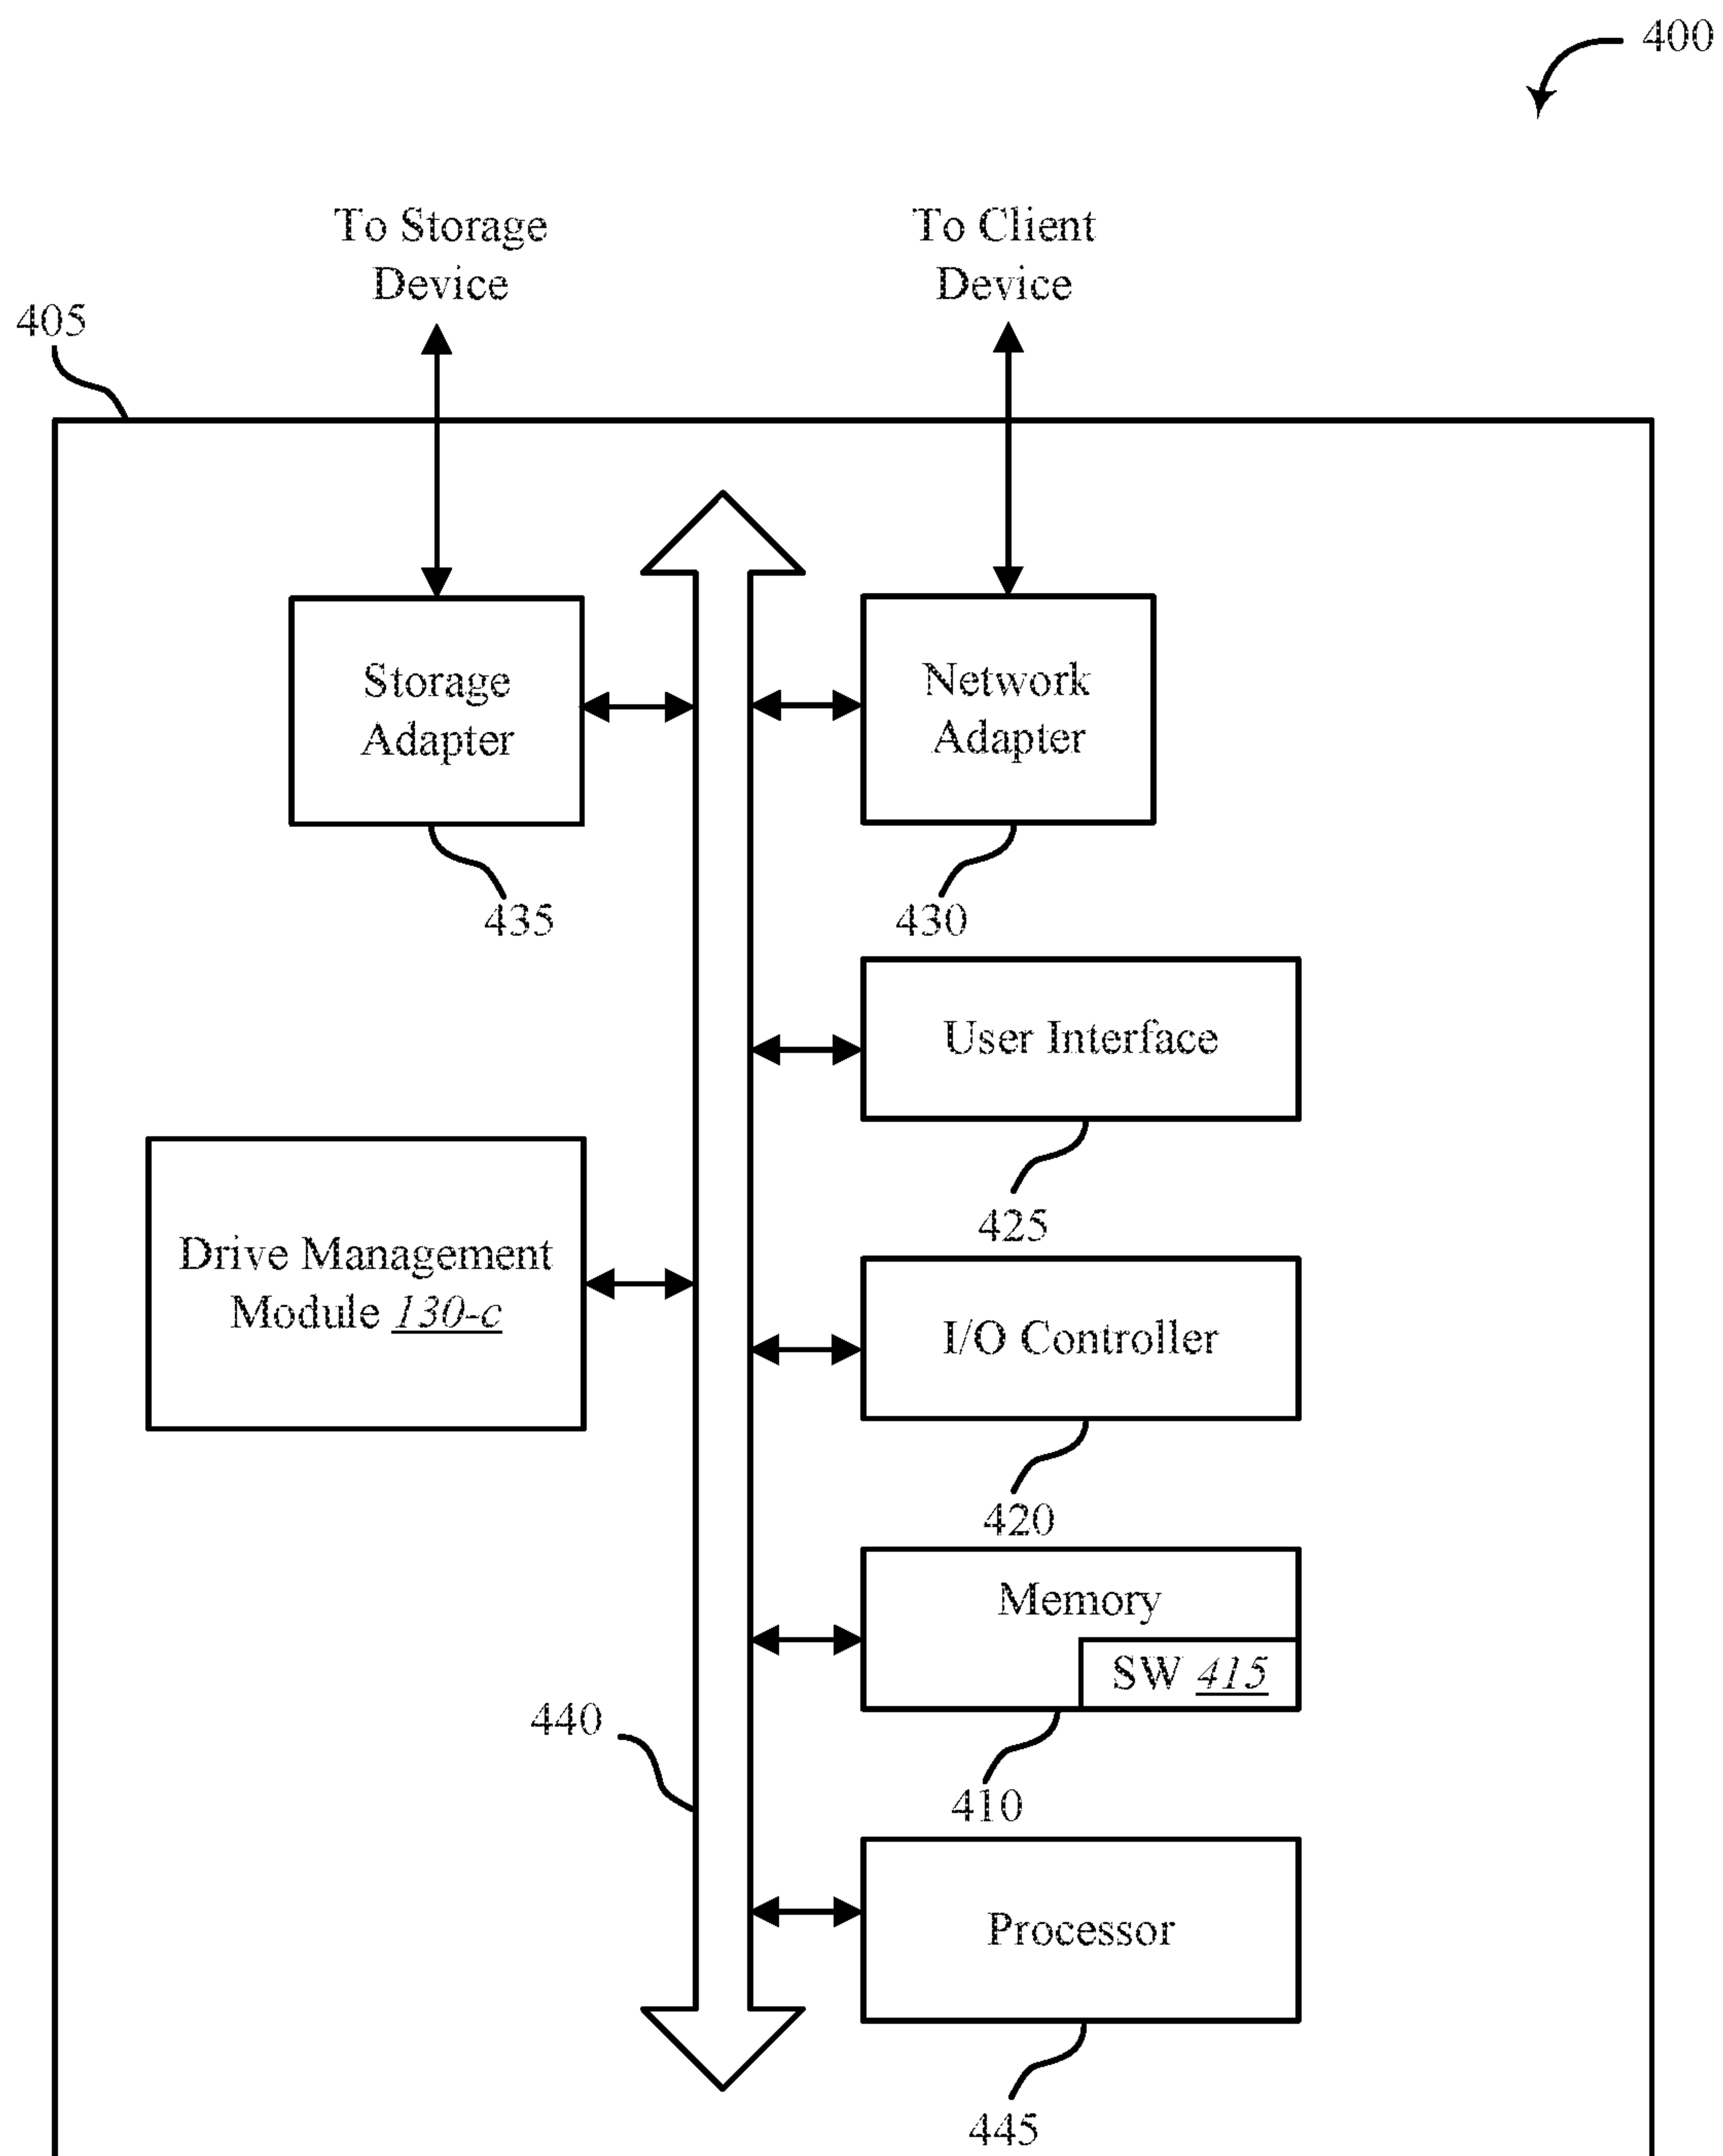 400
To Storage
Device
To Client
Device
405
Storage
Adapter
Network
Adapter
435
430
User Interface
425
Drive Management
Module 130-c
I/O Controller
420
Memory
SW 415
440
410
Processor
445